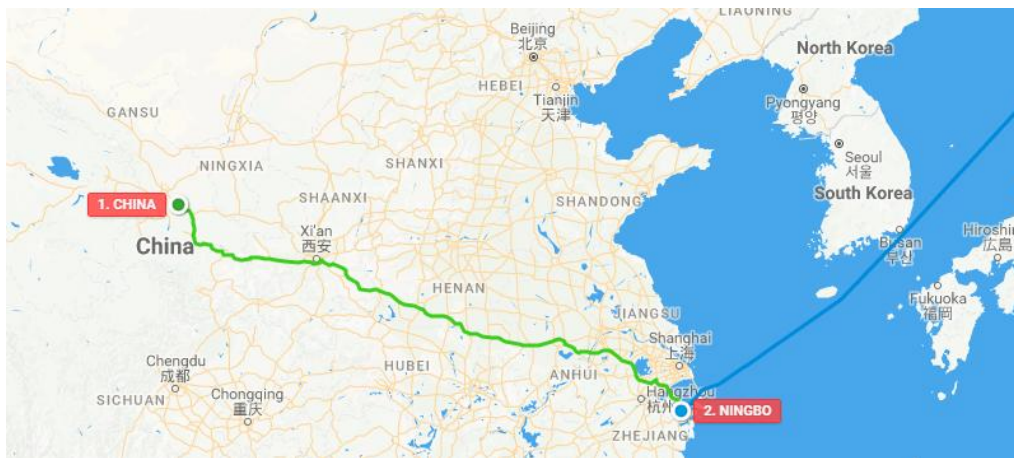 LIAONING
Beijing
北京
North Korea
HEBEI
Tianjin
天津
Pyongyang
평양
GANSU
Seoul
서울
NINGXIA
SHANXI
SHAANXI
SHANDONG
South Korea
1. CHINA
China
Xi'an
西安
Busan
부산
Hiroshim
広島
HENAN
Fukuoka
福岡
JIANGSU
Shanghai
上海
Chengdu
成都
HUBEI
ANHUI
SICHUAN
Chongqing
重庆
Hangzhou
杭州
2. NINGBO
ZHEJIANG